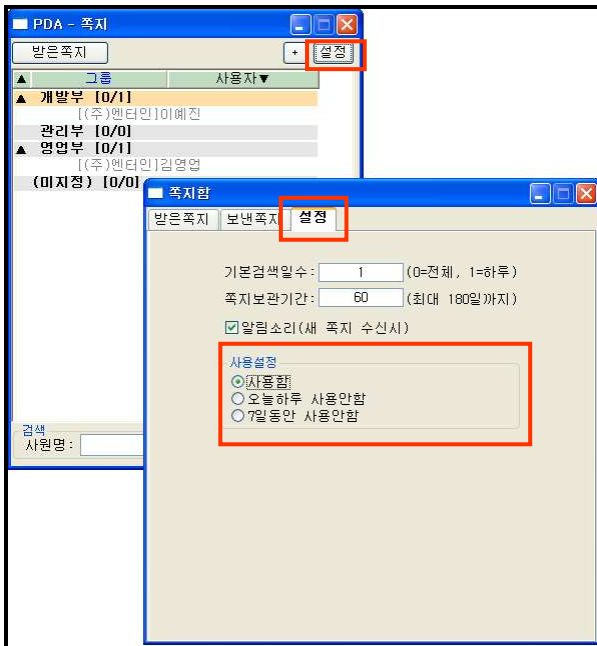 PDA - 쪽지
받은쪽지 + 설정
▲ 그룹 사용자▼
▲ 개발부 [0/1]
[(주)엔터인]이예진
관리부 [0/0]
▲ 영업부 [0/1]
[(주)엔터인]김영업
(미지정) [0/0]
검색
사원명:
쪽지함
받은쪽지 보낸쪽지 설정
기본검색일수: 1 (0=전체, 1=하루)
쪽지보관기간: 60 (최대 180일까지)
알림소리(새 쪽지 수신시)
사용설정
사용함
오늘하루 사용안함
7일동안 사용안함